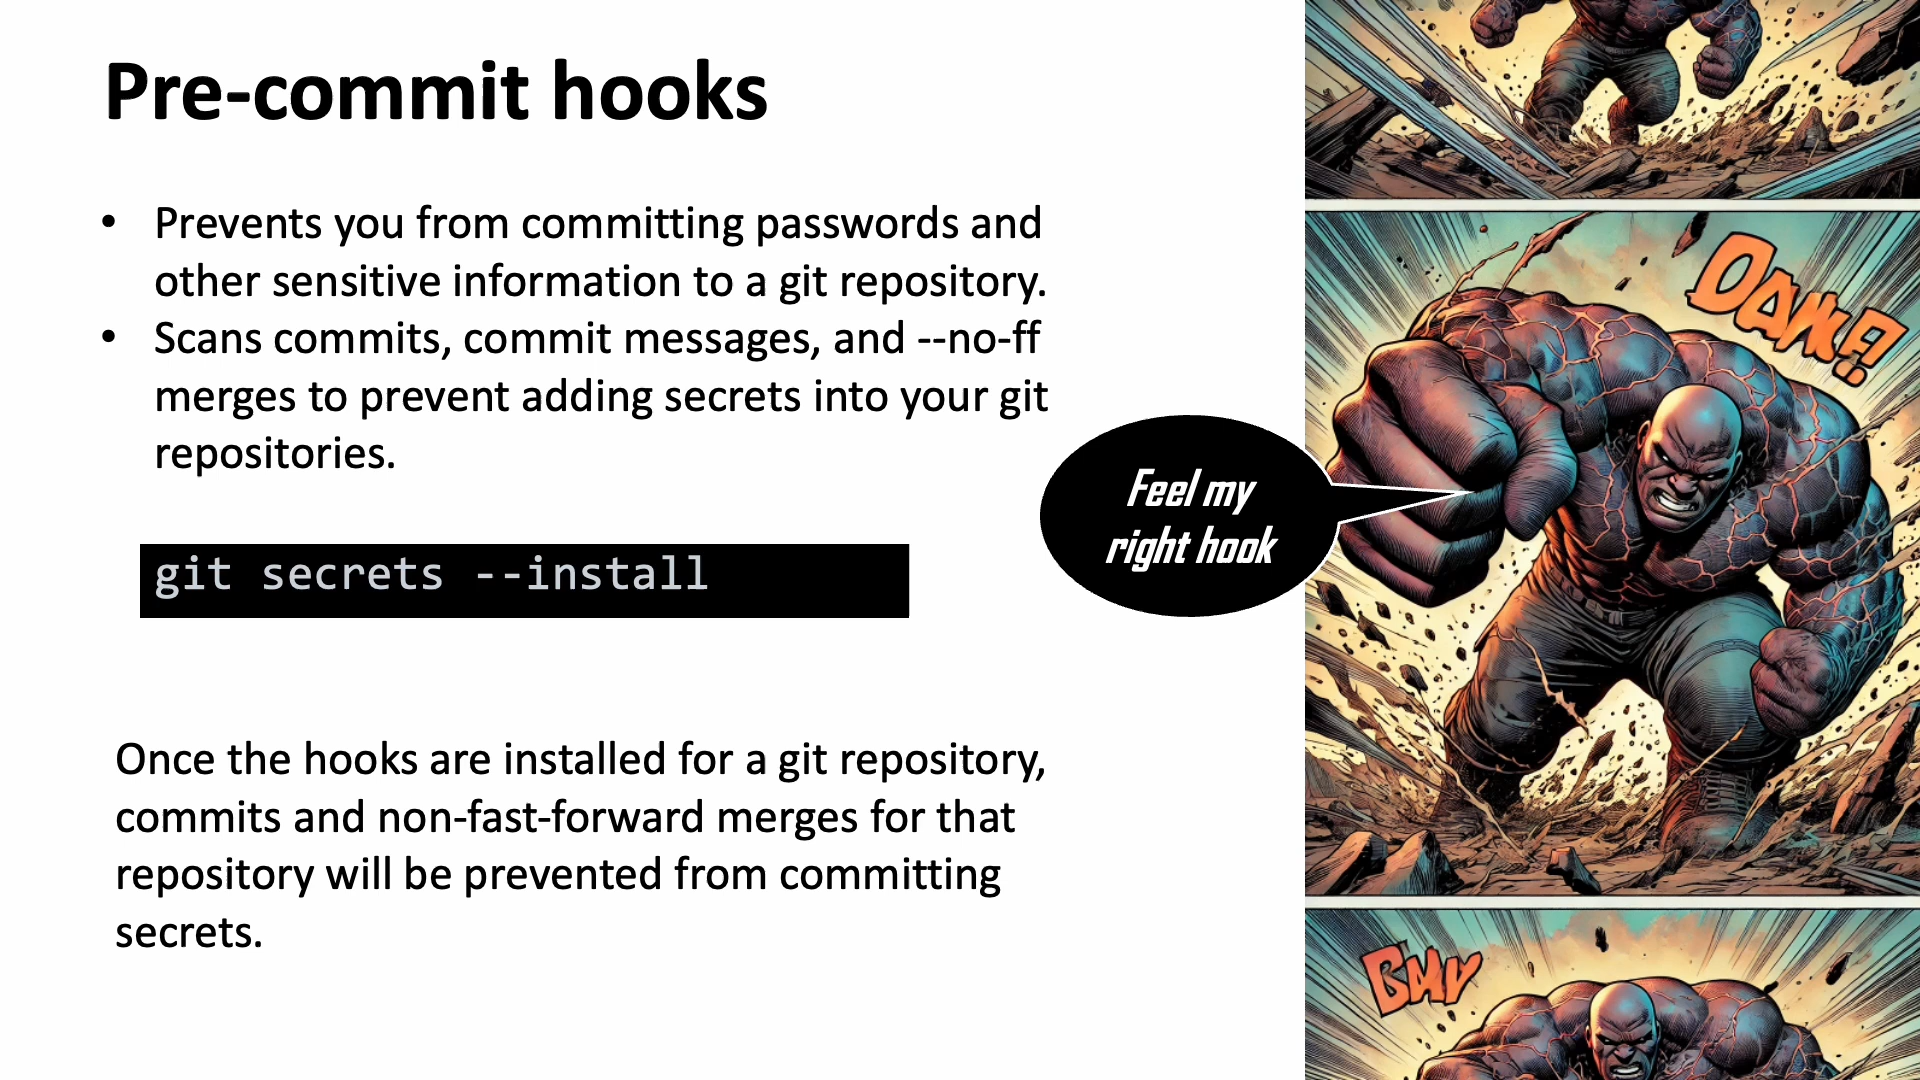 Pre-commit hooks
• Prevents you from committing passwords and
other sensitive information to a git repository.
• Scans commits, commit messages, and --no-ff
merges to prevent adding secrets into your git
repositories.
git secrets --install
Once the hooks are installed for a git repository,
commits and non-fast-forward merges for that
repository will be prevented from committing
secrets.
Feel my
right hook